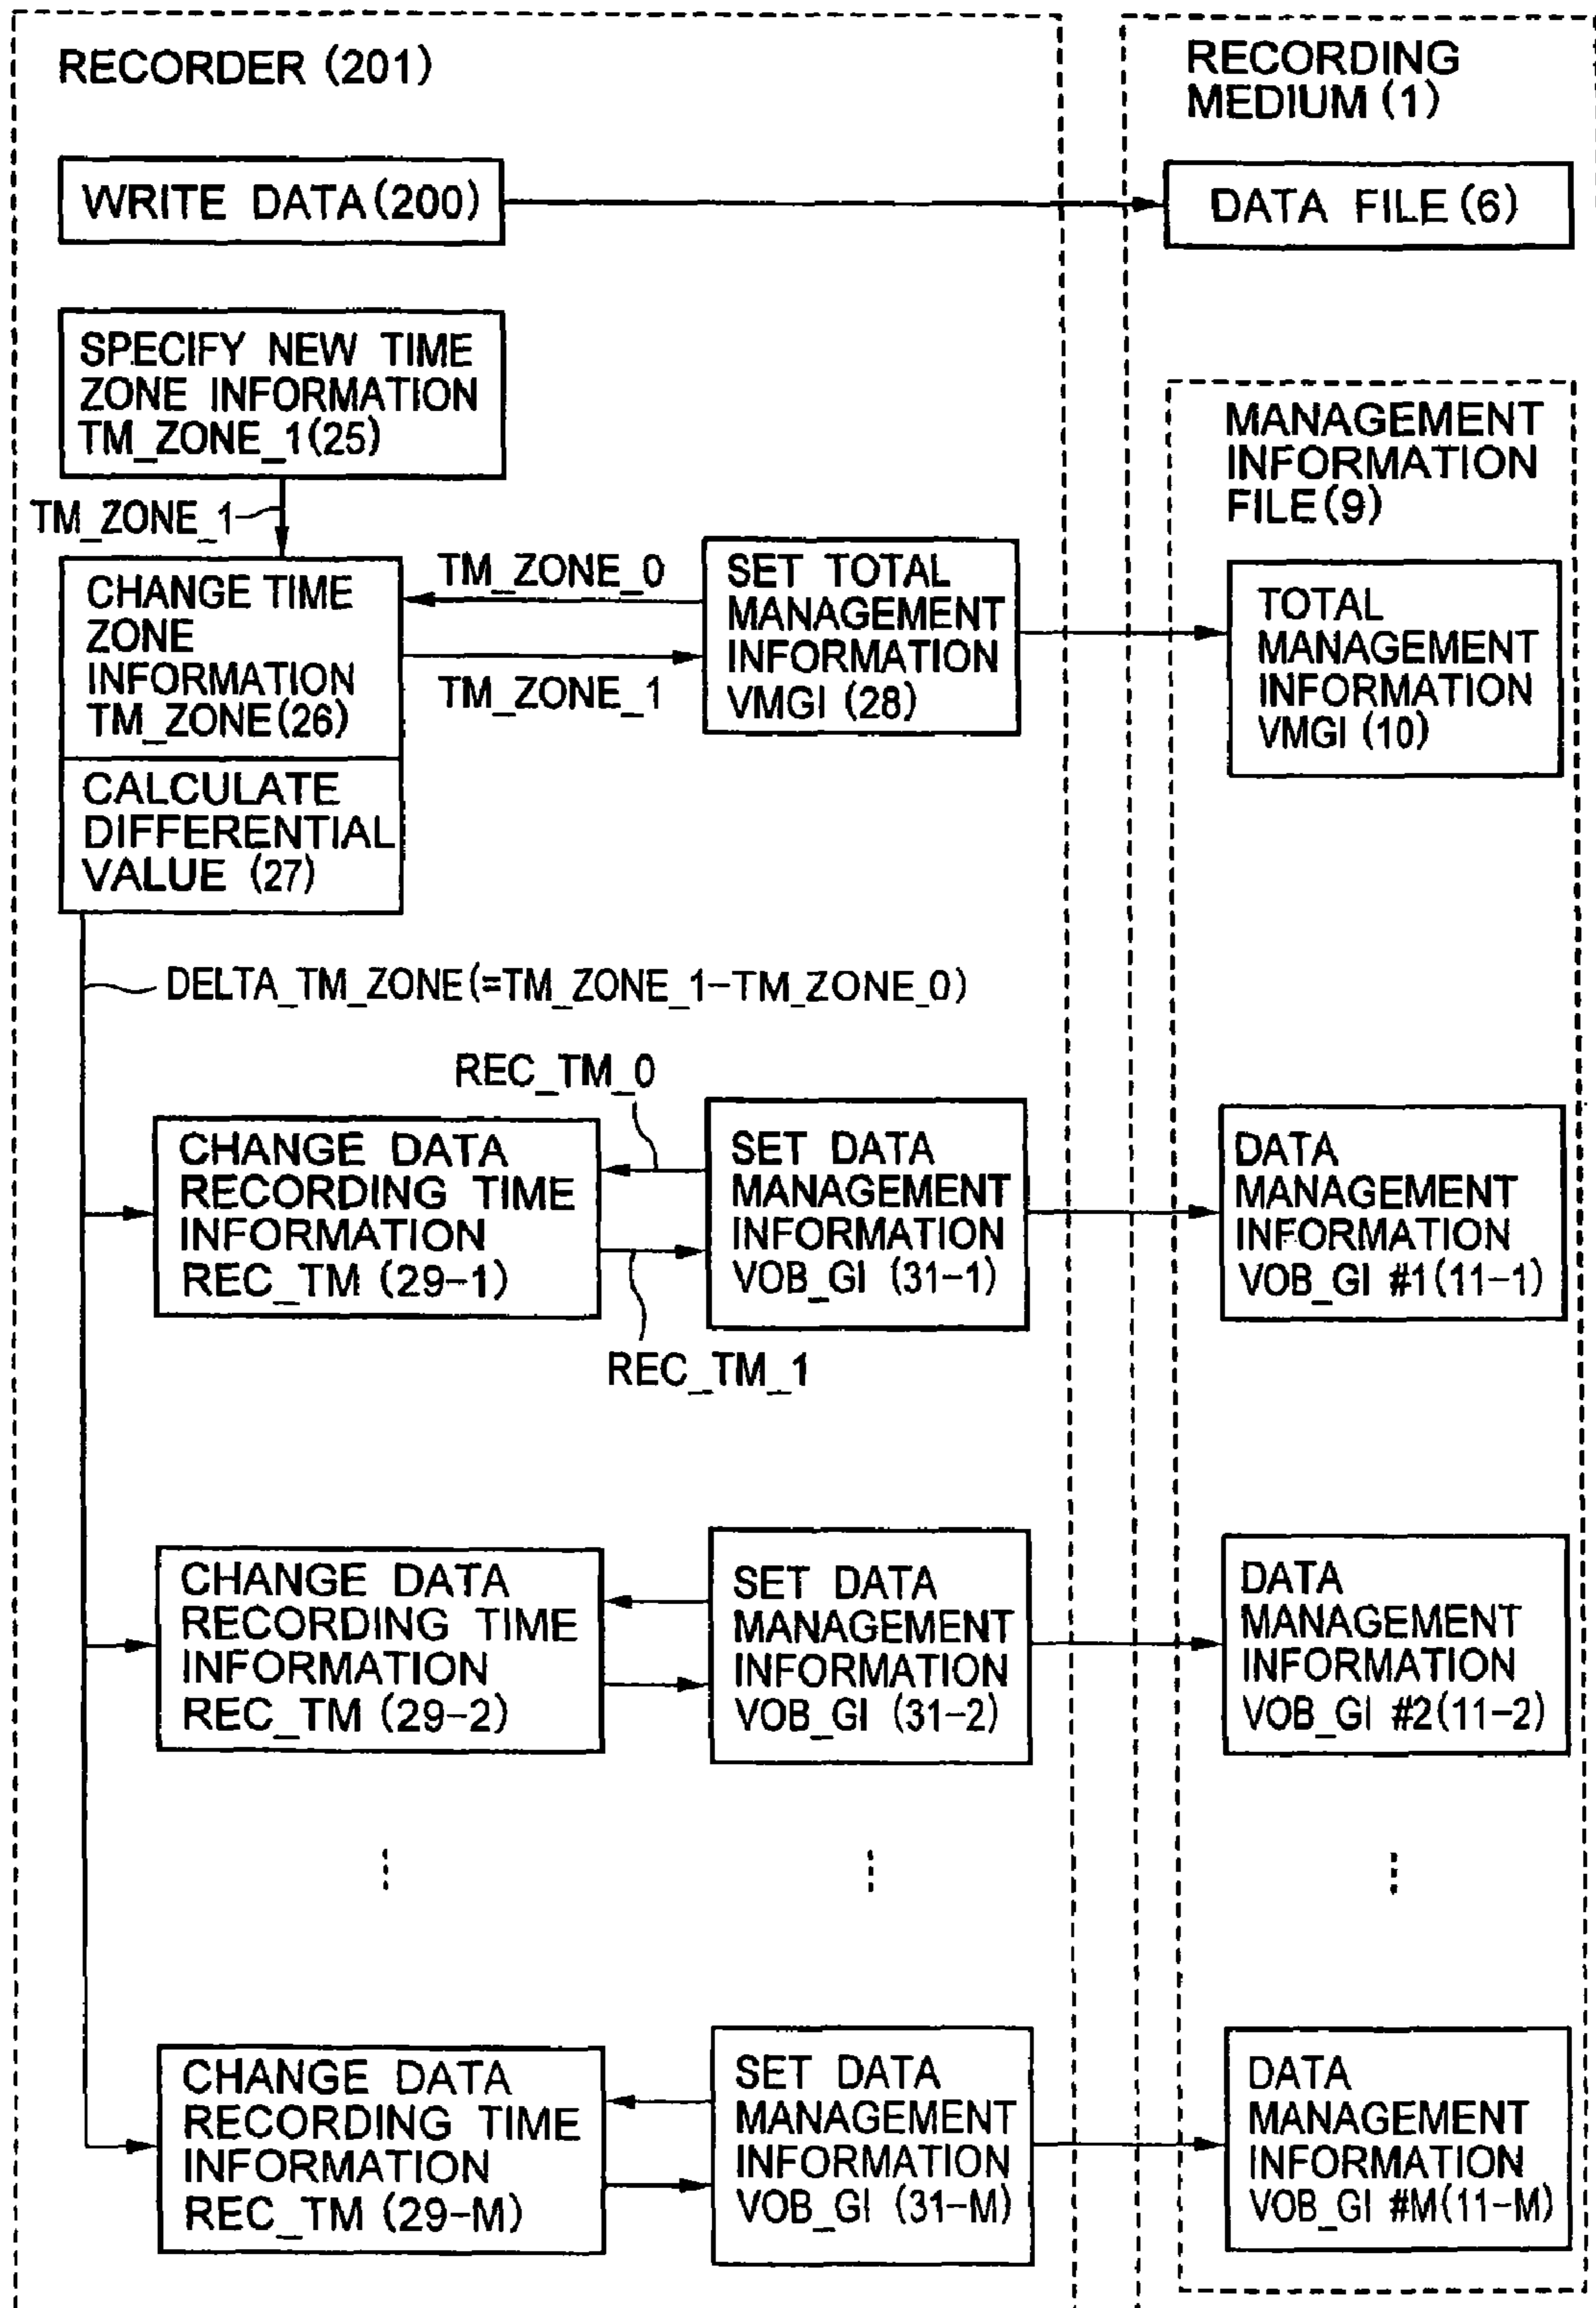 RECORDER (201)
RECORDING
MEDIUM (1)
WRITE DATA (200)
DATA FILE (6)
SPECIFY NEW TIME
ZONE INFORMATION
TM_ZONE_1(25)
MANAGEMENT
INFORMATION
FILE(9)
TM_ZONE_1
CHANGE TIME
ZONE
INFORMATION
TM_ZONE(26)
TM_ZONE_0
TM_ZONE_1
SET TOTAL
MANAGEMENT
INFORMATION
VMGI (28)
TOTAL
MANAGEMENT
INFORMATION
VMGI (10)
CALCULATE
DIFFERENTIAL
VALUE (27)
DELTA_TM_ZONE(=TM_ZONE_1-TM_ZONE_0)
REC_TM_0
CHANGE DATA
RECORDING TIME
INFORMATION
REC_TM (29-1)
SET DATA
MANAGEMENT
INFORMATION
VOB_GI (31-1)
DATA
MANAGEMENT
INFORMATION
VOB_GI #1(11-1)
REC_TM_1
CHANGE DATA
RECORDING TIME
INFORMATION
REC_TM (29-2)
SET DATA
MANAGEMENT
INFORMATION
VOB_GI (31-2)
DATA
MANAGEMENT
INFORMATION
VOB_GI #2(11-2)
CHANGE DATA
RECORDING TIME
INFORMATION
REC_TM (29-M)
SET DATA
MANAGEMENT
INFORMATION
VOB_GI (31-M)
DATA
MANAGEMENT
INFORMATION
VOB_GI #M(11-M)